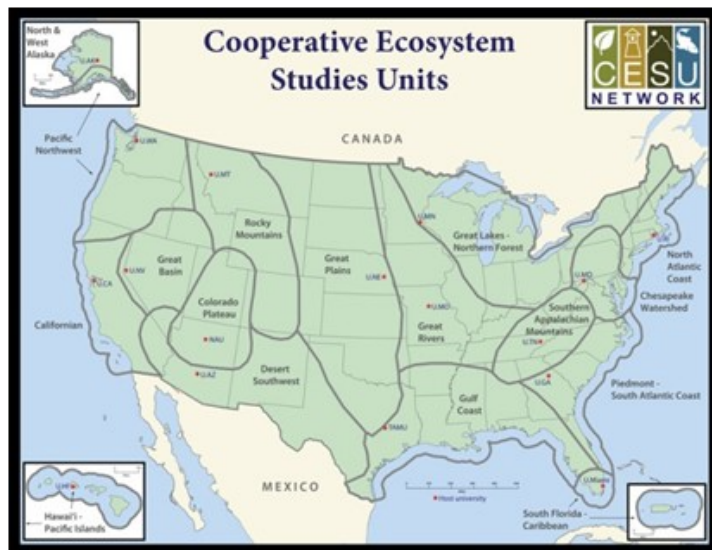 Cooperative Ecosystem
Studies Units
CESU
NETWORK
North &
West
Alaska
U.AK
Pacific
Northwest
CANADA
U.WA
U.MT
Rocky
Mountains
U.MN
Great Lakes -
Northern Forest
U.RI
North
Atlantic
Coast
Great
Basin
U.NV
U.CA
Great
Plains
U.NE
U.MD
Chesapeake
Watershed
Californian
Colorado
Plateau
NAU
U.MO
Great
Rivers
Southern
Appalachian
Mountains
U.TN
U.AZ
Desert
Southwest
U.GA
Piedmont -
South Atlantic Coast
Gulf
Coast
TAMU
MEXICO
U.HI
Hawai'i -
Pacific Islands
Host university
U.Miami
South Florida -
Caribbean